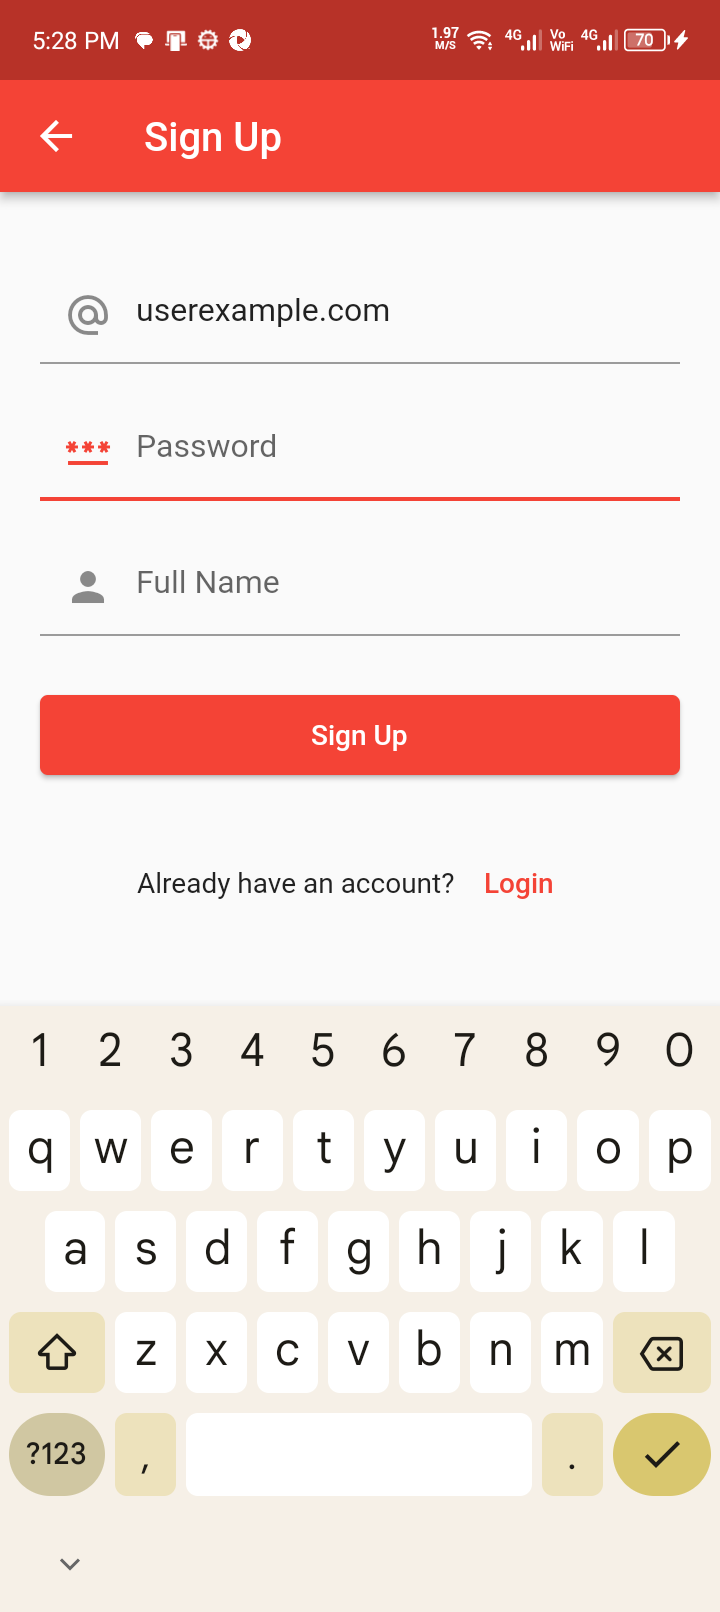 5:28 PM 1.97 M/S 4G Vo WiFi 4G 70
Sign Up
userexample.com
*** Password
Full Name
Sign Up
Already have an account? Login
1 2 3 4 5 6 7 8 9 0
q w e r t y u i o p
a s d f g h j k l
z x c v b n m
?123 , .